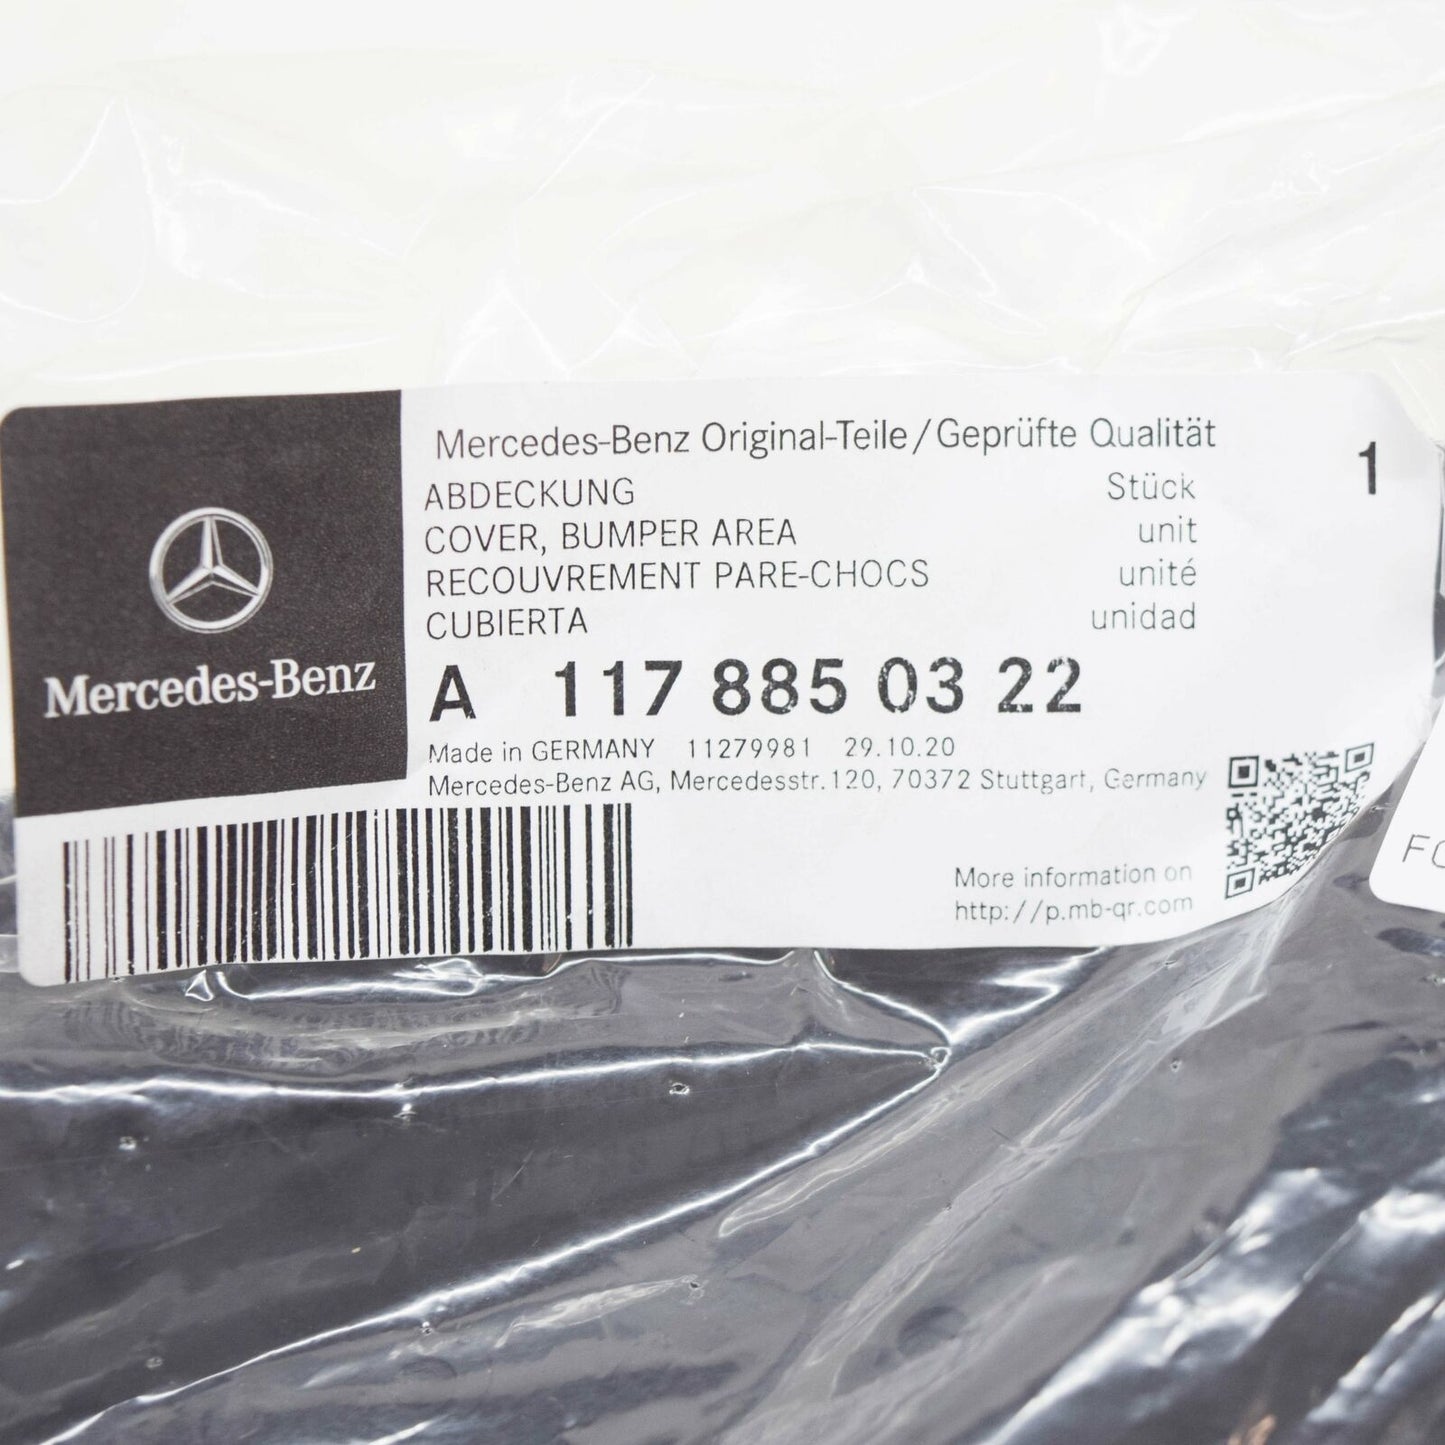 Mercedes-Benz
Mercedes-Benz Original-Teile/Geprüfte Qualität
ABDECKUNG Stück 1
COVER, BUMPER AREA unit
RECOUVREMENT PARE-CHOCS unité
CUBIERTA unidad
A 117 885 03 22
Made in GERMANY 11279981 29.10.20
Mercedes-Benz AG, Mercedesstr.120, 70372 Stuttgart, Germany
More information on
http://p.mb-qr.com